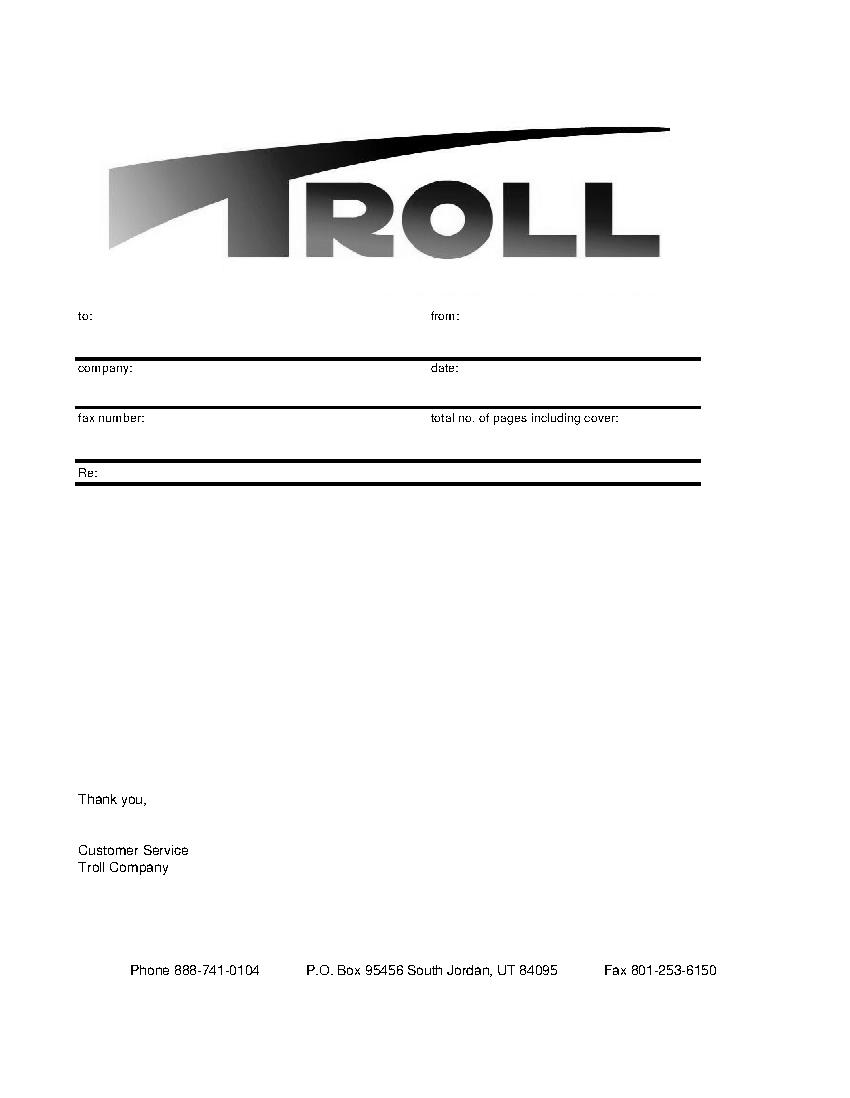 TROLL
to: from:
company: date:
fax number: total no. of pages including cover:
Re:
Thank you,
Customer Service
Troll Company
Phone 888-741-0104 P.O. Box 95456 South Jordan, UT 84095 Fax 801-253-6150